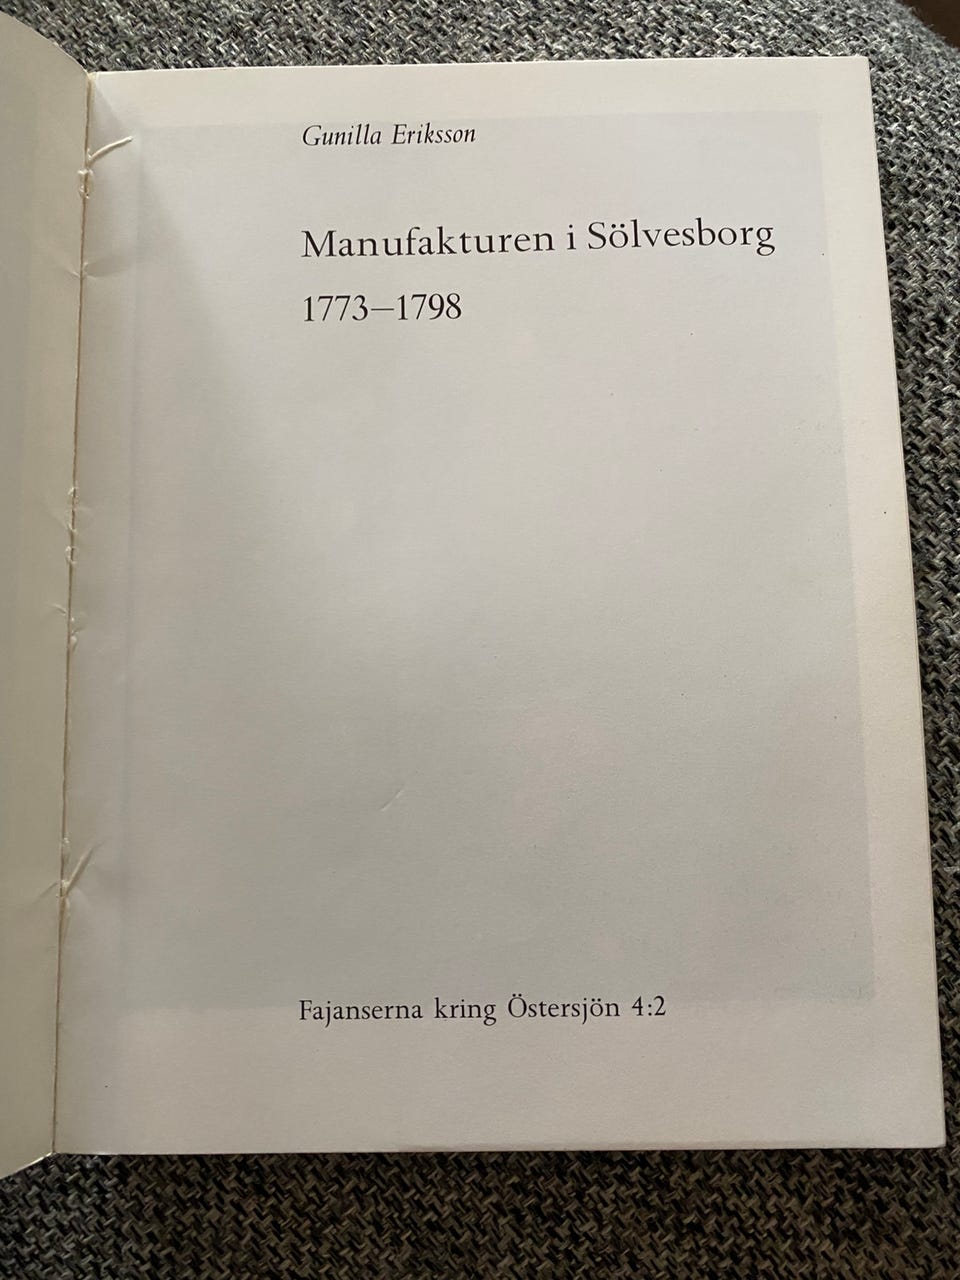 Gunilla Eriksson
Manufakturen i Sölvesborg
1773–1798
Fajanserna kring Östersjön 4:2